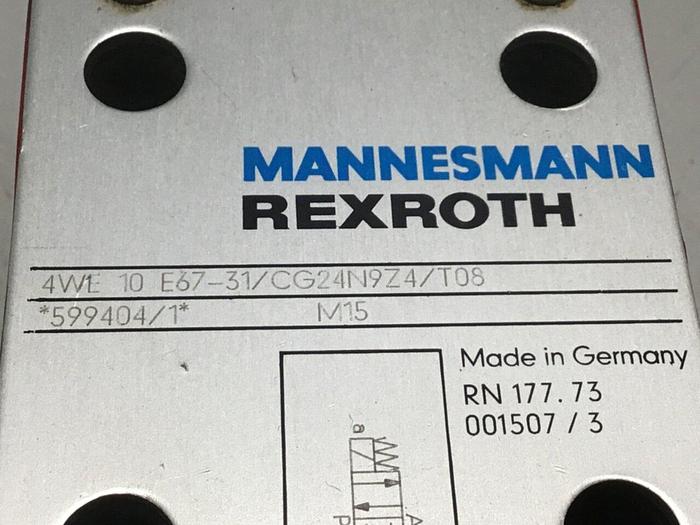 MANNESMANN
REXROTH
4WE 10 E67-31/CG24N9Z4/T08
*599404/1* M15
Made in Germany
RN 177.73
001507 / 3
a
A
P